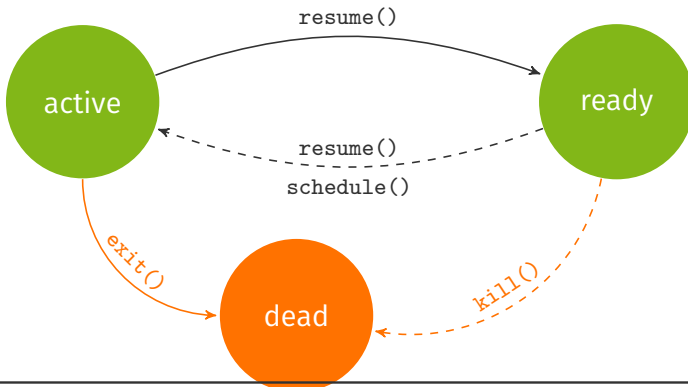 resume()
active
ready
resume()
schedule()
exit()
kill()
dead